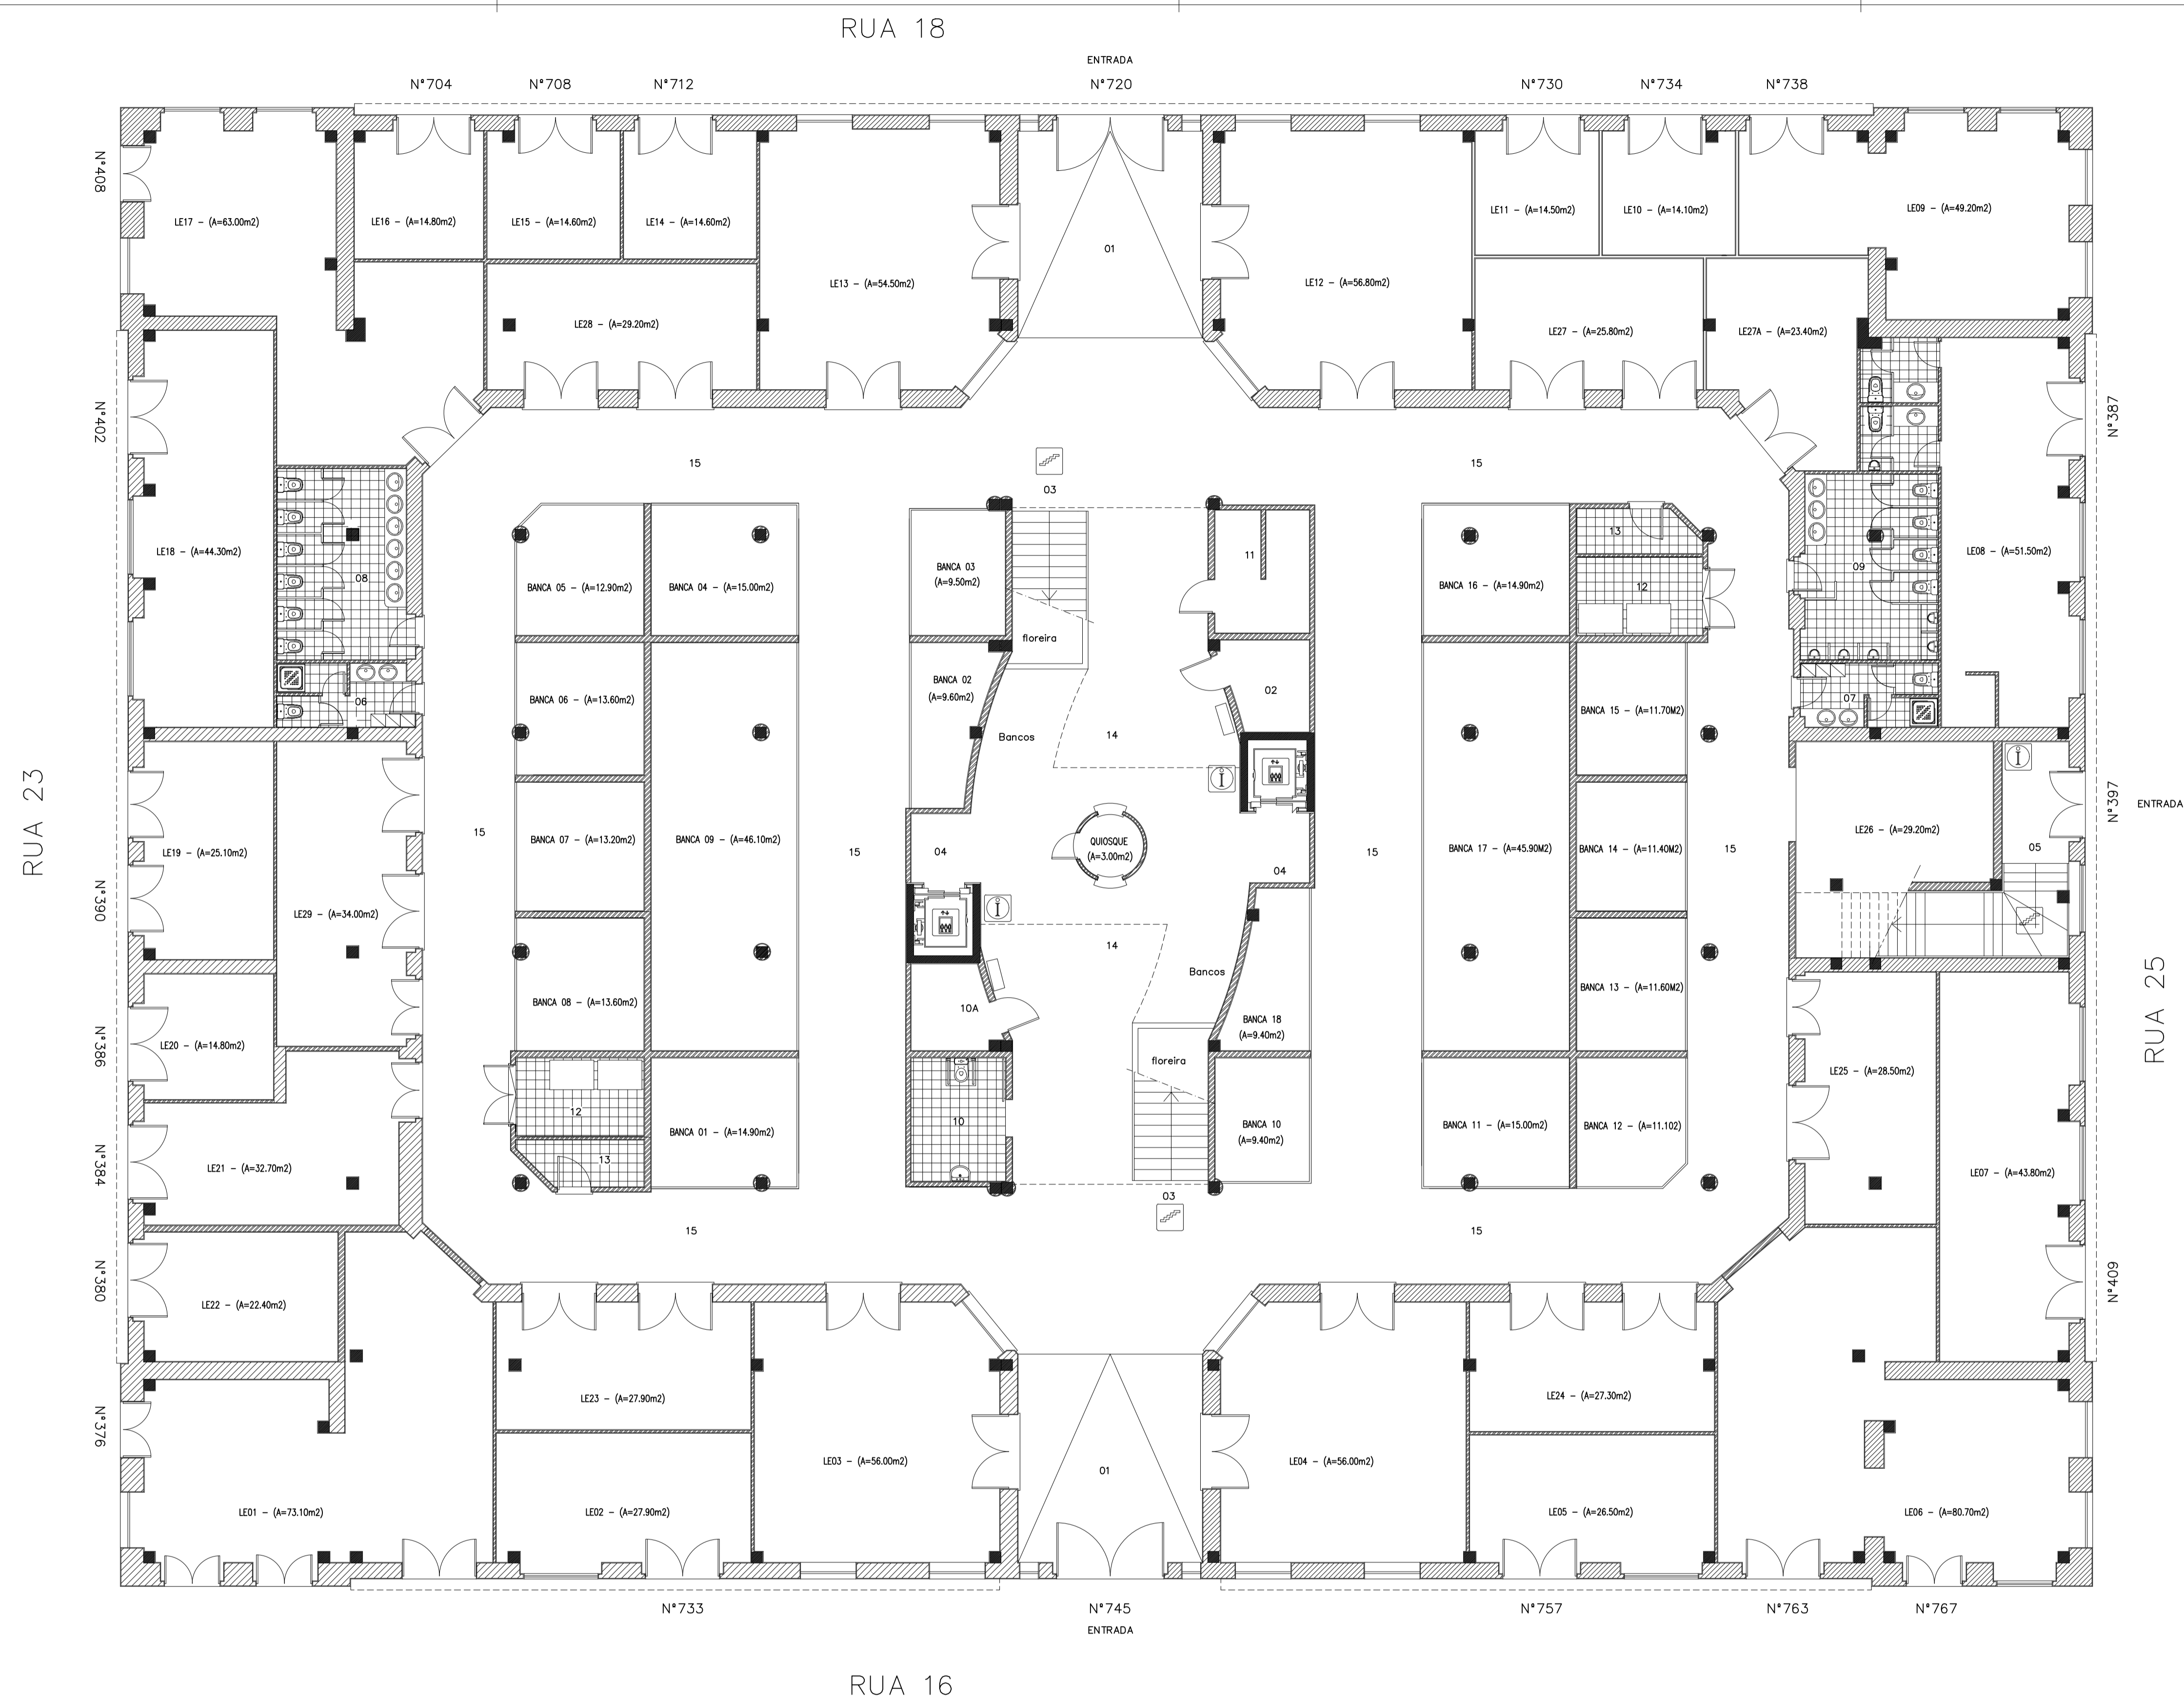 RUA 18
ENTRADA
N°704 N°708 N°712 N°720 N°730 N°734 N°738
N°408
LE17 - (A=63.00m2) LE16 - (A=14.80m2) LE15 - (A=14.60m2) LE14 - (A=14.60m2) LE11 - (A=14.50m2) LE10 - (A=14.10m2) LE09 - (A=49.20m2)
01
LE13 - (A=54.50m2) LE12 - (A=56.80m2)
LE28 - (A=29.20m2) LE27 - (A=25.80m2) LE27A - (A=23.40m2)
N°402 N°387
15 15
03
LE18 - (A=44.30m2) 08 13 11 09 LE08 - (A=51.50m2)
BANCA 03
(A=9.50m2)
BANCA 05 - (A=12.90m2) BANCA 04 - (A=15.00m2) BANCA 16 - (A=14.90m2) 12
floreira
BANCA 02
(A=9.60m2)
02
06 BANCA 06 - (A=13.60m2) BANCA 15 - (A=11.70M2) 07
Bancos 14
RUA 23
N°397
ENTRADA
15 LE26 - (A=29.20m2)
BANCA 07 - (A=13.20m2) BANCA 09 - (A=46.10m2)
QUIOSQUE
(A=3.00m2)
LE19 - (A=25.10m2) 15 04 15 BANCA 17 - (A=45.90M2) BANCA 14 - (A=11.40M2) 15 05
04
N°390
LE29 - (A=34.00m2)
14
Bancos
BANCA 08 - (A=13.60m2) 10A BANCA 13 - (A=11.60M2)
RUA 25
BANCA 18
(A=9.40m2)
N°386
LE20 - (A=14.80m2)
floreira
LE25 - (A=28.50m2)
12 10
BANCA 10
(A=9.40m2)
BANCA 01 - (A=14.90m2) BANCA 11 - (A=15.00m2) BANCA 12 - (A=11.102)
N°384
LE21 - (A=32.70m2) 13 LE07 - (A=43.80m2)
03
15 15
N°380 N°409
LE22 - (A=22.40m2)
LE23 - (A=27.90m2) LE24 - (A=27.30m2)
N°376
LE03 - (A=56.00m2) 01 LE04 - (A=56.00m2)
LE01 - (A=73.10m2) LE02 - (A=27.90m2) LE05 - (A=26.50m2) LE06 - (A=80.70m2)
N°733 N°745 N°757 N°763 N°767
ENTRADA
RUA 16